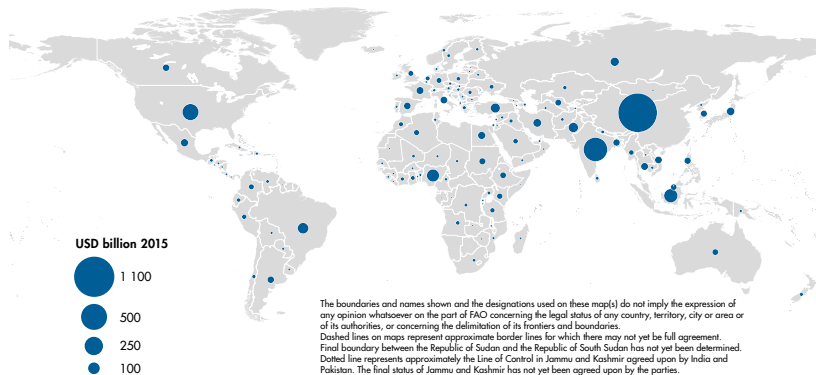 USD billion 2015
1 100
500
250
100
The boundaries and names shown and the designations used on these map(s) do not imply the expression of
any opinion whatsoever on the part of FAO concerning the legal status of any country, territory, city or area or
of its authorities, or concerning the delimitation of its frontiers and boundaries.
Dashed lines on maps represent approximate border lines for which there may not yet be full agreement.
Final boundary between the Republic of Sudan and the Republic of South Sudan has not yet been determined.
Dotted line represents approximately the Line of Control in Jammu and Kashmir agreed upon by India and
Pakistan. The final status of Jammu and Kashmir has not yet been agreed upon by the parties.